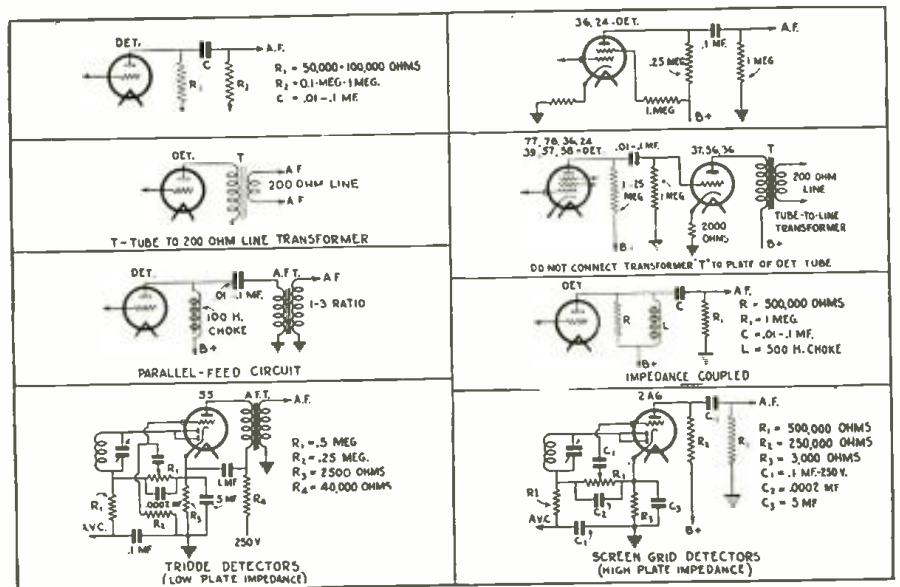 DET.
A.F.
C
R₁
R₂
R₁ = 50,000-100,000 OHMS
R₂ = 0.1-MEG-1MEG.
C = .01-.1 MF.
DET.
T
A F
200 OHM LINE
A F
T-TUBE TO 200 OHM LINE TRANSFORMER
DET.
.01-.1 MF.
A.F.T.
A F
100 H.
CHOKE
1-3 RATIO
B+
PARALLEL-FEED CIRCUIT
55
A.F.T.
A.F.
R₁
.0002 MF
R₁
R₂
R₃
.1 MF
.5 MF
R₄
A.V.C.
.1 MF
250 V
R₁ = .5 MEG
R₂ = .25 MEG.
R₃ = 2500 OHMS
R₄ = 40,000 OHMS
TRIODE DETECTORS
(LOW PLATE IMPEDANCE)
36, 24-DET.
A.F.
.1 MF.
.25 MEG
1 MEG
1 MEG
B+
77, 78, 36, 24
39, 57, 58-DET.
.01-.1 MF.
37, 56, 36
T
1 MEG
200 OHM
LINE
TUBE-TO-LINE
TRANSFORMER
2000
OHMS
B+
B+
DO NOT CONNECT TRANSFORMER "T" TO PLATE OF DET TUBE
DET
A.F.
C
R
L
R₁
B+
R = 500,000 OHMS
R₁ = 1 MEG.
C = .01-.1 MF.
L = 500 H. CHOKE
IMPEDANCE COUPLED
2A6
C
A.F.
C₁
R₁
R₂
R1
C₂
R₃
C₃
A.V.C.
C₁
B+
R₁ = 500,000 OHMS
R₂ = 250,000 OHMS
R₃ = 3,000 OHMS
C₁ = .1 MF-250 V.
C₂ = .0002 MF
C₃ = 5 MF
SCREEN GRID DETECTORS
(HIGH PLATE IMPEDANCE)